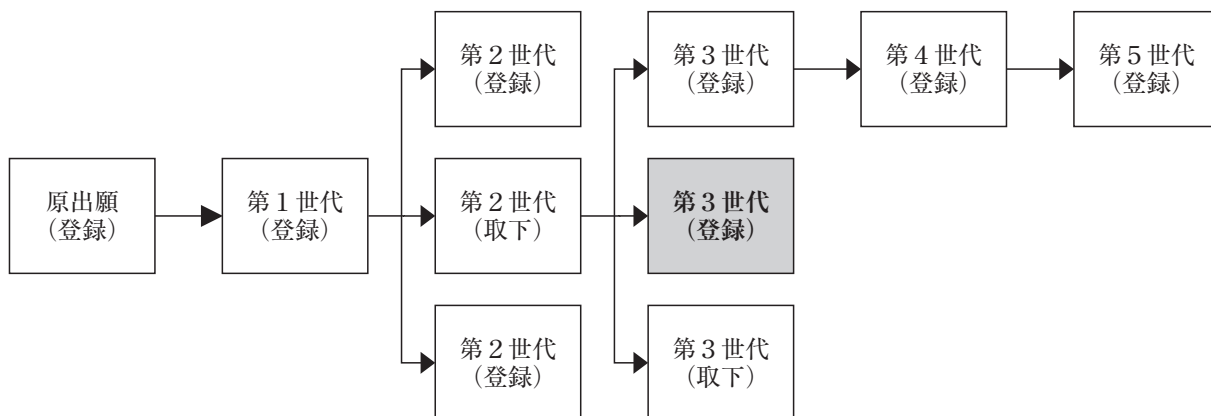 第２世代
（登録）
第３世代
（登録）
第４世代
（登録）
第５世代
（登録）
原出願
（登録）
第１世代
（登録）
第２世代
（取下）
第３世代
（登録）
第２世代
（登録）
第３世代
（取下）